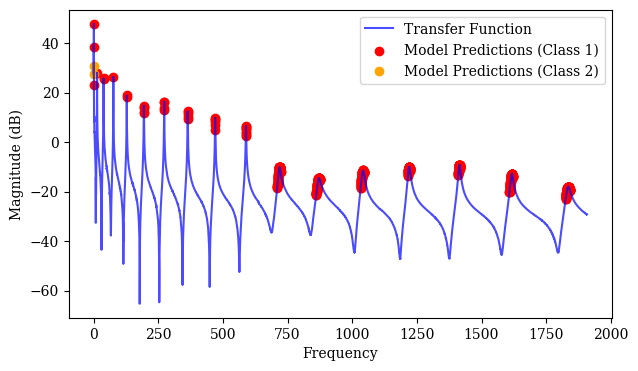 Transfer Function
Model Predictions (Class 1)
Model Predictions (Class 2)
Magnitude (dB)
40
20
0
−20
−40
−60
0 250 500 750 1000 1250 1500 1750 2000
Frequency